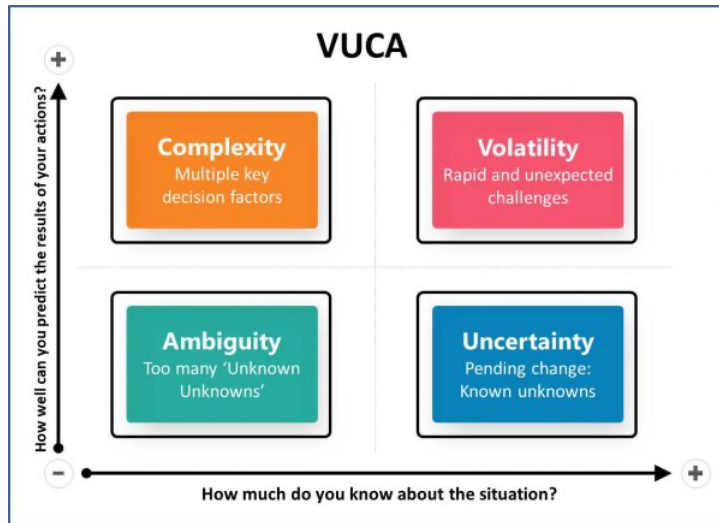 VUCA
How well can you predict the results of your actions?
Complexity
Multiple key
decision factors
Volatility
Rapid and unexpected
challenges
Ambiguity
Too many ‘Unknown
Unknowns’
Uncertainty
Pending change:
Known unknowns
How much do you know about the situation?